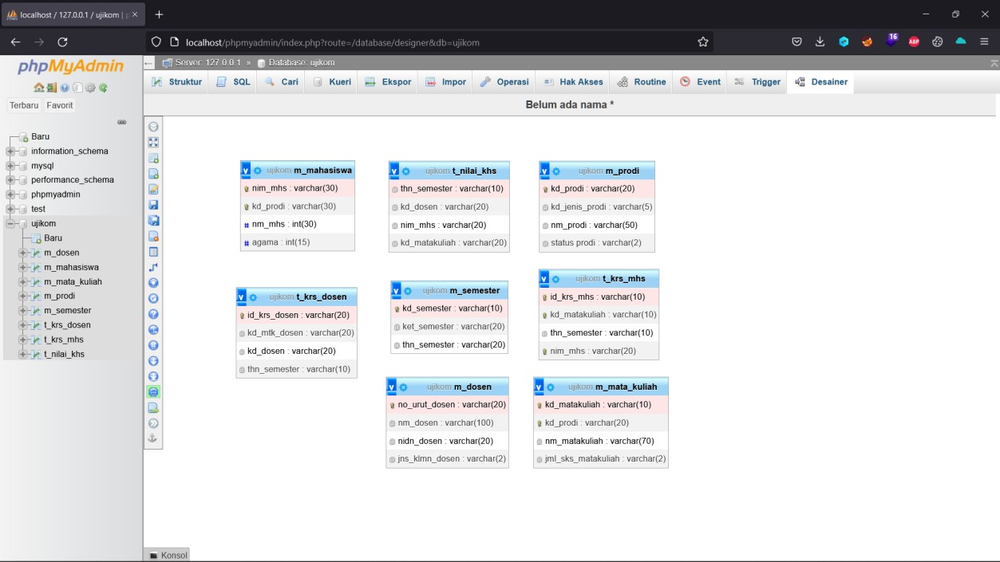 localhost / 127.0.0.1 / ujikom | p
localhost/phpmyadmin/index.php?route=/database/designer&db=ujikom
16
ABP
phpMyAdmin
Server: 127.0.0.1 » Database: ujikom
Struktur SQL Cari Kueri Ekspor Impor Operasi Hak Akses Routine Event Trigger Desainer
Terbaru Favorit
Belum ada nama *
Baru
information_schema
mysql
performance_schema
phpmyadmin
test
ujikom
Baru
m_dosen
m_mahasiswa
m_mata_kuliah
m_prodi
m_semester
t_krs_dosen
t_krs_mhs
t_nilai_khs
v ujikom m_mahasiswa
nim_mhs : varchar(30)
kd_prodi : varchar(30)
# nm_mhs : int(30)
# agama : int(15)
v ujikom t_nilai_khs
thn_semester : varchar(10)
kd_dosen : varchar(20)
nim_mhs : varchar(20)
kd_matakuliah : varchar(20)
v ujikom m_prodi
kd_prodi : varchar(20)
kd_jenis_prodi : varchar(5)
nm_prodi : varchar(50)
status prodi : varchar(2)
v ujikom t_krs_dosen
id_krs_dosen : varchar(20)
kd_mtk_dosen : varchar(20)
kd_dosen : varchar(20)
thn_semester : varchar(10)
v ujikom m_semester
kd_semester : varchar(10)
ket_semester : varchar(20)
thn_semester : varchar(20)
v ujikom t_krs_mhs
id_krs_mhs : varchar(10)
kd_matakuliah : varchar(10)
thn_semester : varchar(10)
nim_mhs : varchar(20)
v ujikom m_dosen
no_urut_dosen : varchar(20)
nm_dosen : varchar(100)
nidn_dosen : varchar(20)
jns_klmn_dosen : varchar(2)
v ujikom m_mata_kuliah
kd_matakuliah : varchar(10)
kd_prodi : varchar(20)
nm_matakuliah : varchar(70)
jml_sks_matakuliah : varchar(2)
Konsol